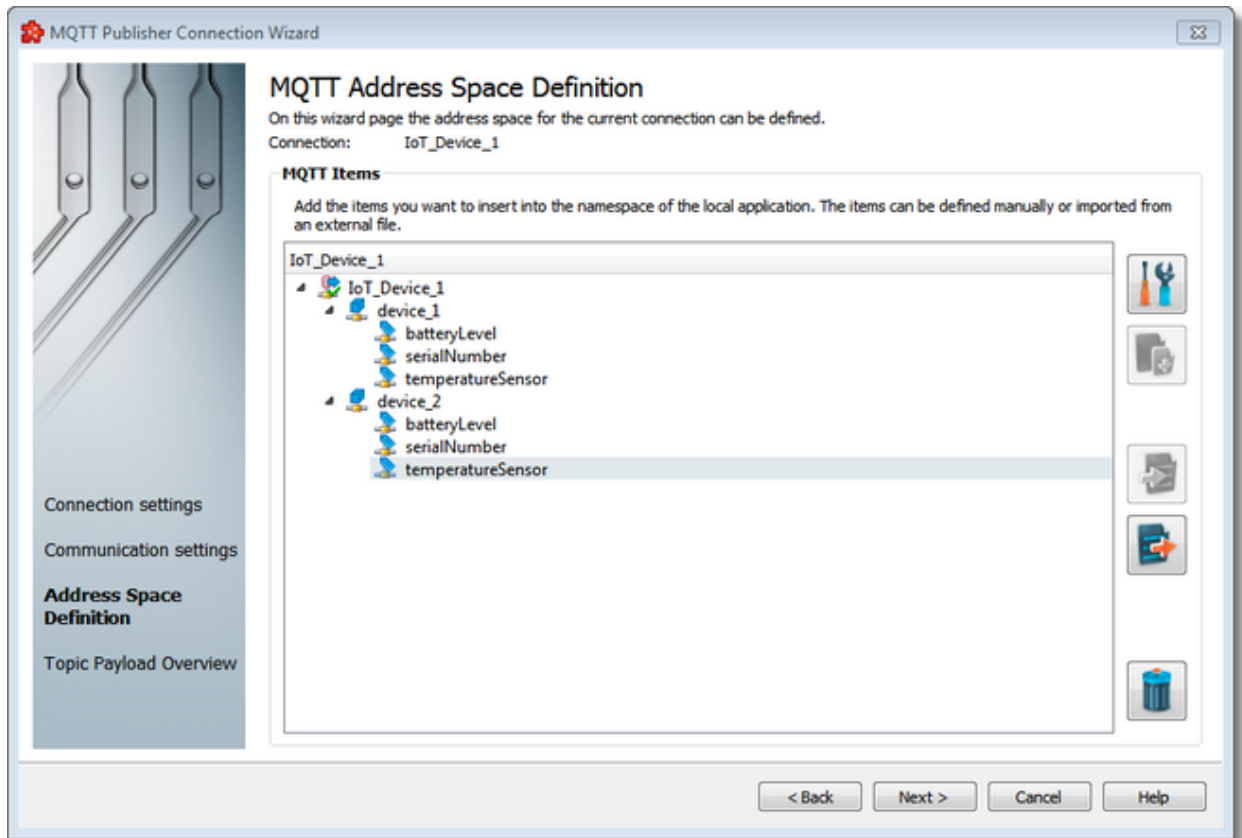 MQTT Publisher Connection Wizard
MQTT Address Space Definition
On this wizard page the address space for the current connection can be defined.
Connection: IoT_Device_1
MQTT Items
Add the items you want to insert into the namespace of the local application. The items can be defined manually or imported from
an external file.
IoT_Device_1
IoT_Device_1
device_1
batteryLevel
serialNumber
temperatureSensor
device_2
batteryLevel
serialNumber
temperatureSensor
Connection settings
Communication settings
Address Space
Definition
Topic Payload Overview
< Back Next > Cancel Help